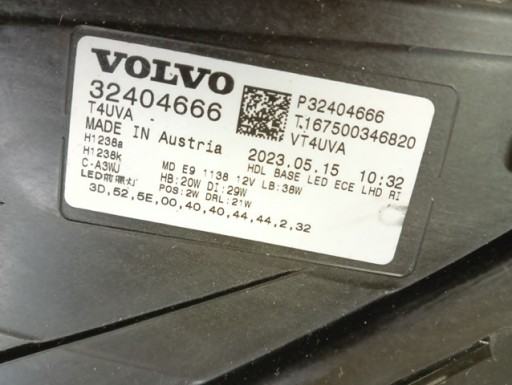 VOLVO
32404666
T4UVA
P32404666
T167500346820
VT4UVA
MADE IN Austria
2023.05.15 10:32
H1238a
H1238k
C-A3WJ
MD E9 1138 12V LB:38W
HDL BASE LED ECE LHD RI
HB:20W DI:29W
POS:2W DRL:21W
LED前照灯
3D,52,5E,00,40,40,44,44,2,32